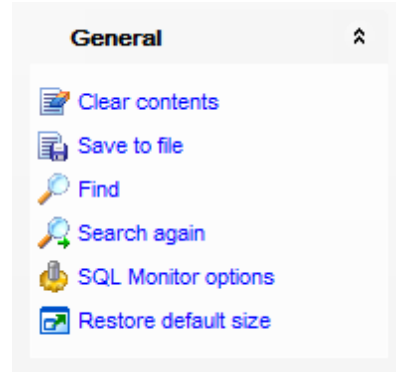 General
Clear contents
Save to file
Find
Search again
SQL Monitor options
Restore default size